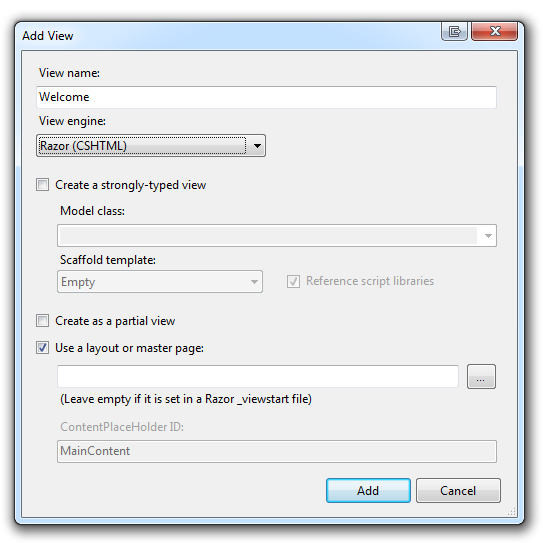 Add View
View name:
Welcome
View engine:
Razor (CSHTML)
Create a strongly-typed view
Model class:
Scaffold template:
Empty
Reference script libraries
Create as a partial view
Use a layout or master page:
...
(Leave empty if it is set in a Razor _viewstart file)
ContentPlaceHolder ID:
MainContent
Add
Cancel